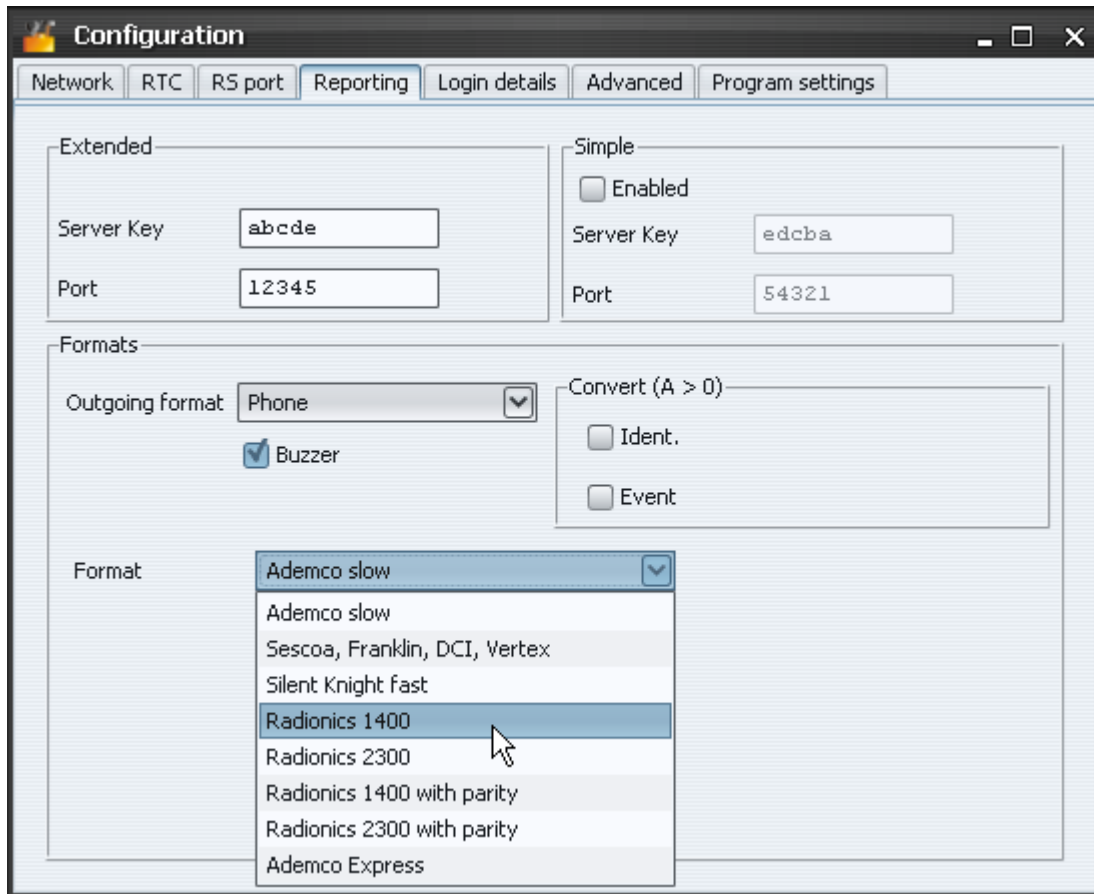 Configuration
Network RTC RS port Reporting Login details Advanced Program settings
Extended
Server Key abcde
Port 12345
Simple
Enabled
Server Key edcba
Port 54321
Formats
Outgoing format Phone
Buzzer
Convert (A > 0)
Ident.
Event
Format Ademco slow
Ademco slow
Sescoa, Franklin, DCI, Vertex
Silent Knight fast
Radionics 1400
Radionics 2300
Radionics 1400 with parity
Radionics 2300 with parity
Ademco Express